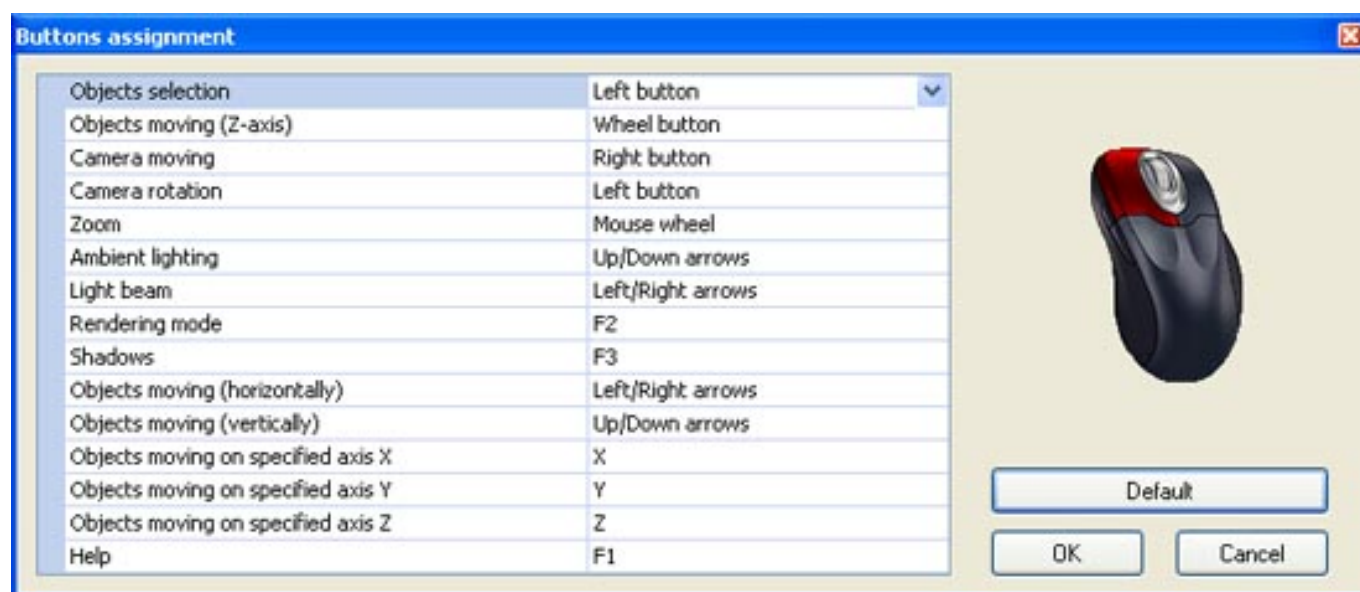 Buttons assignment
Objects selection Left button
Objects moving (Z-axis) Wheel button
Camera moving Right button
Camera rotation Left button
Zoom Mouse wheel
Ambient lighting Up/Down arrows
Light beam Left/Right arrows
Rendering mode F2
Shadows F3
Objects moving (horizontally) Left/Right arrows
Objects moving (vertically) Up/Down arrows
Objects moving on specified axis X X
Objects moving on specified axis Y Y
Objects moving on specified axis Z Z
Help F1
Default
OK Cancel